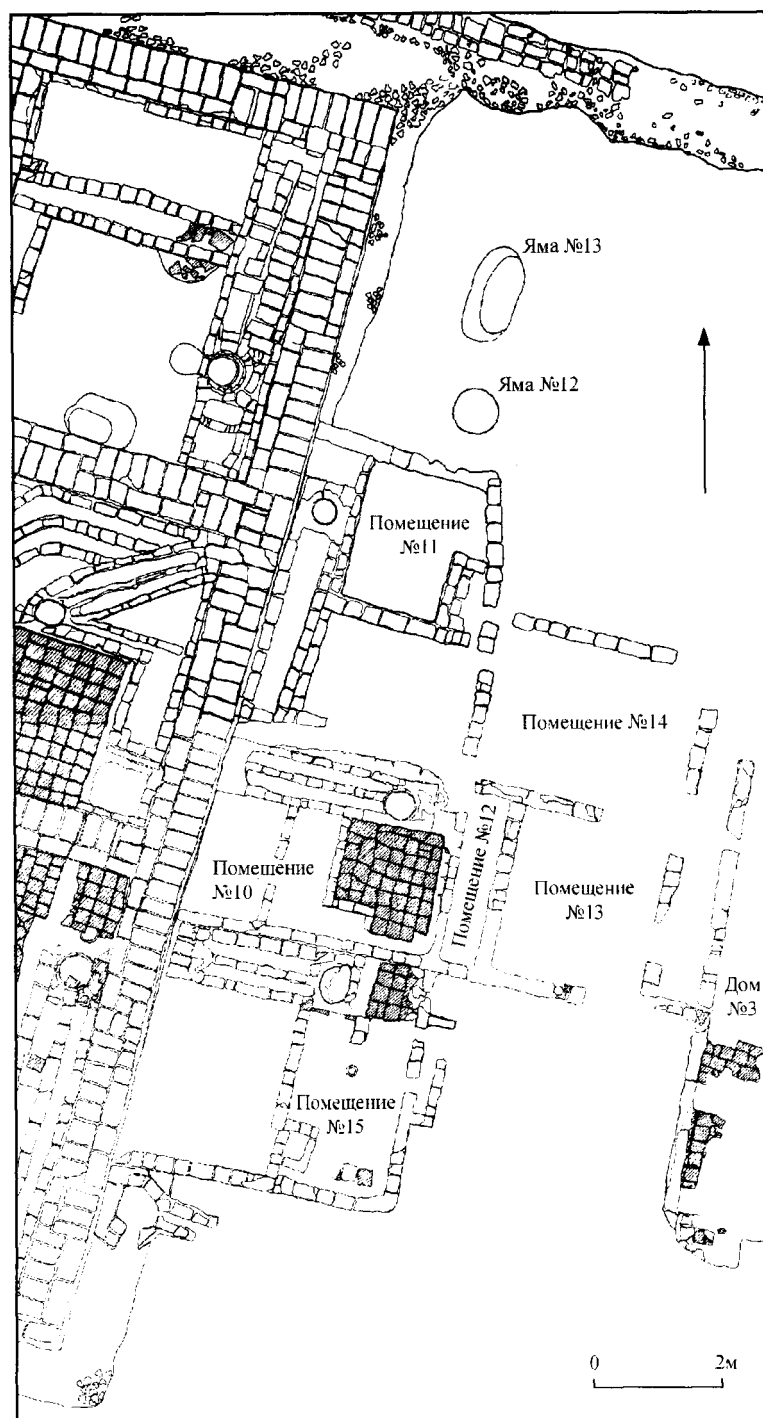 Яма №13
Яма №12
Помещение
№11
Помещение №14
Помещение №12
Помещение
№10
Помещение
№13
Дом
№3
Помещение
№15
0 2м